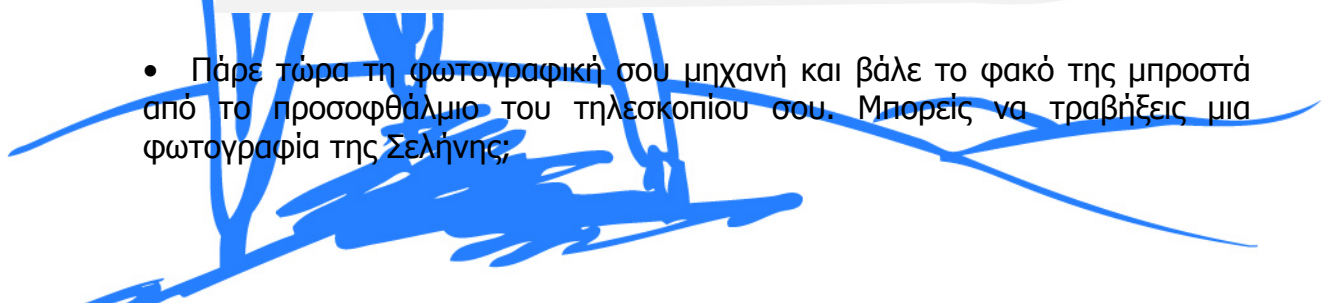 • Πάρε τώρα τη φωτογραφική σου μηχανή και βάλε το φακό της μπροστά
από το προσοφθάλμιο του τηλεσκοπίου σου. Μπορείς να τραβήξεις μια
φωτογραφία της Σελήνης;